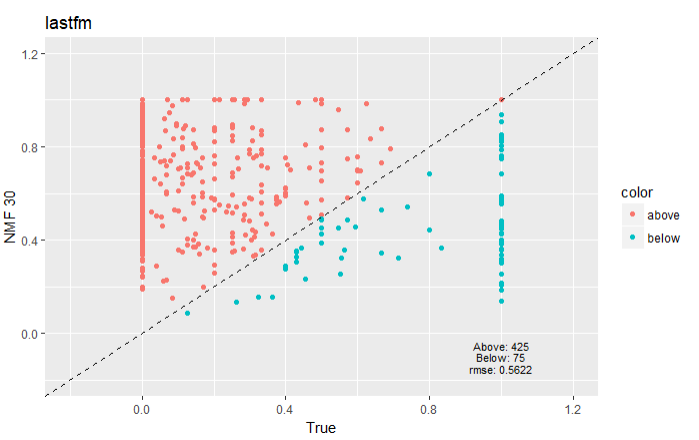 lastfm
1.2
0.8
0.4
0.0
NMF 30
0.0
0.4
0.8
1.2
True
Above: 425
Below: 75
rmse: 0.5622
color
above
below